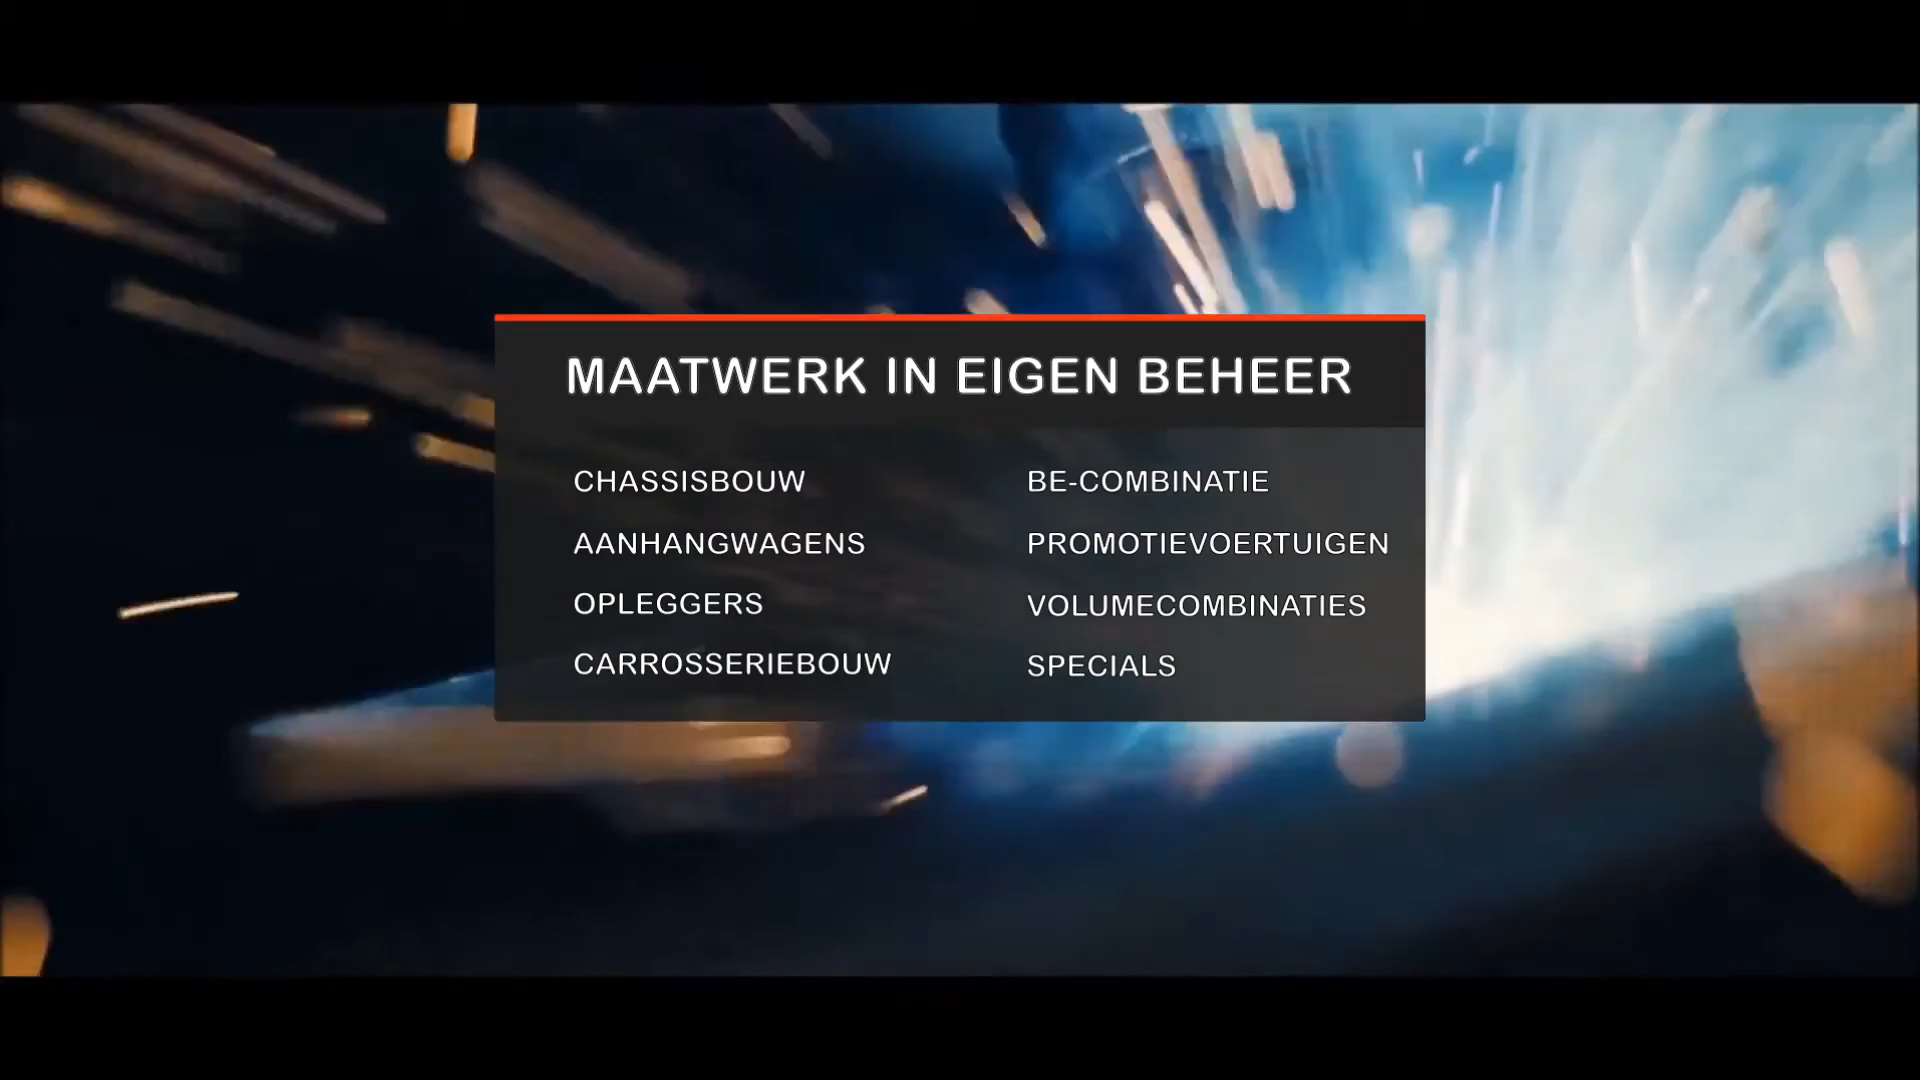 MAATWERK IN EIGEN BEHEER
CHASSISBOUW
AANHANGWAGENS
OPLEGGERS
CARROSSERIEBOUW
BE-COMBINATIE
PROMOTIEVOERTUIGEN
VOLUMECOMBINATIES
SPECIALS